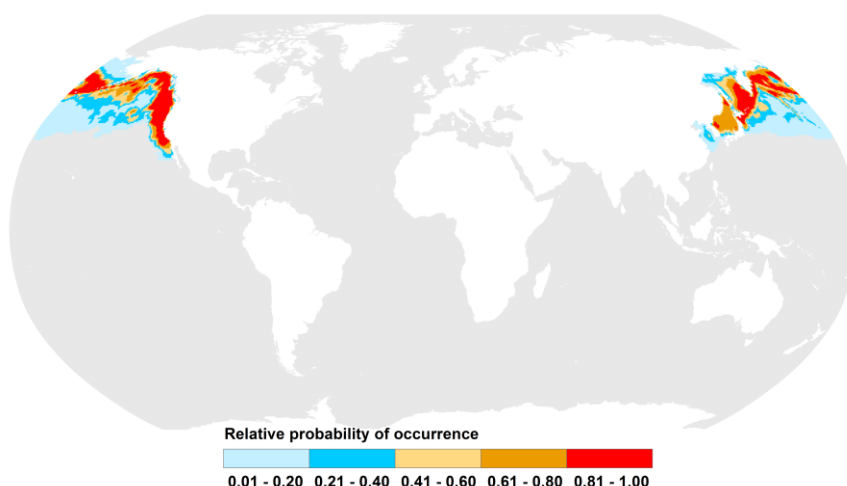 Relative probability of occurrence
0.01 - 0.20 0.21 - 0.40 0.41 - 0.60 0.61 - 0.80 0.81 - 1.00